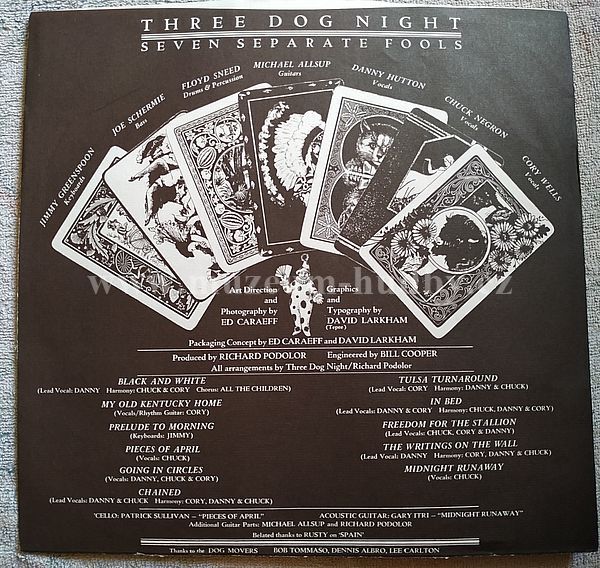 THREE DOG NIGHT
SEVEN SEPARATE FOOLS
JIMMY GREENSPOON
Keyboards
JOE SCHERMIE
Bass
FLOYD SNEED
Drums & Percussion
MICHAEL ALLSUP
Guitars
DANNY HUTTON
Vocals
CHUCK NEGRON
Vocals
CORY WELLS
Vocal
Art Direction
and
Photography by
ED CARAEFF
Graphics
and
Typography by
DAVID LARKHAM
(Tepee)
Packaging Concept by ED CARAEFF and DAVID LARKHAM
Produced by RICHARD PODOLOR Engineered by BILL COOPER
All arrangements by Three Dog Night/Richard Podolor
BLACK AND WHITE
(Lead Vocal: DANNY Harmony: CHUCK & CORY Chorus: ALL THE CHILDREN)
MY OLD KENTUCKY HOME
(Vocals/Rhythm Guitar: CORY)
PRELUDE TO MORNING
(Keyboards: JIMMY)
PIECES OF APRIL
(Vocals: CHUCK)
GOING IN CIRCLES
(Vocals: DANNY, CHUCK & CORY)
CHAINED
(Lead Vocals: DANNY & CHUCK Harmony: CORY, DANNY & CHUCK)
TULSA TURNAROUND
(Lead Vocal: CORY Harmony: DANNY & CHUCK)
IN BED
(Lead Vocals: DANNY & CORY Harmony: CHUCK, DANNY & CORY)
FREEDOM FOR THE STALLION
(Lead Vocals: CHUCK, CORY & DANNY)
THE WRITINGS ON THE WALL
(Lead Vocal: DANNY Harmony: CORY, DANNY & CHUCK)
MIDNIGHT RUNAWAY
(Vocals: CHUCK)
'CELLO: PATRICK SULLIVAN – "PIECES OF APRIL" ACOUSTIC GUITAR: GARY ITRI – "MIDNIGHT RUNAWAY"
Additional Guitar Parts: MICHAEL ALLSUP and RICHARD PODOLOR
Belated thanks to RUSTY on 'SPAIN'
Thanks to the DOG MOVERS BOB TOMMASO, DENNIS ALBRO, LEE CARLTON